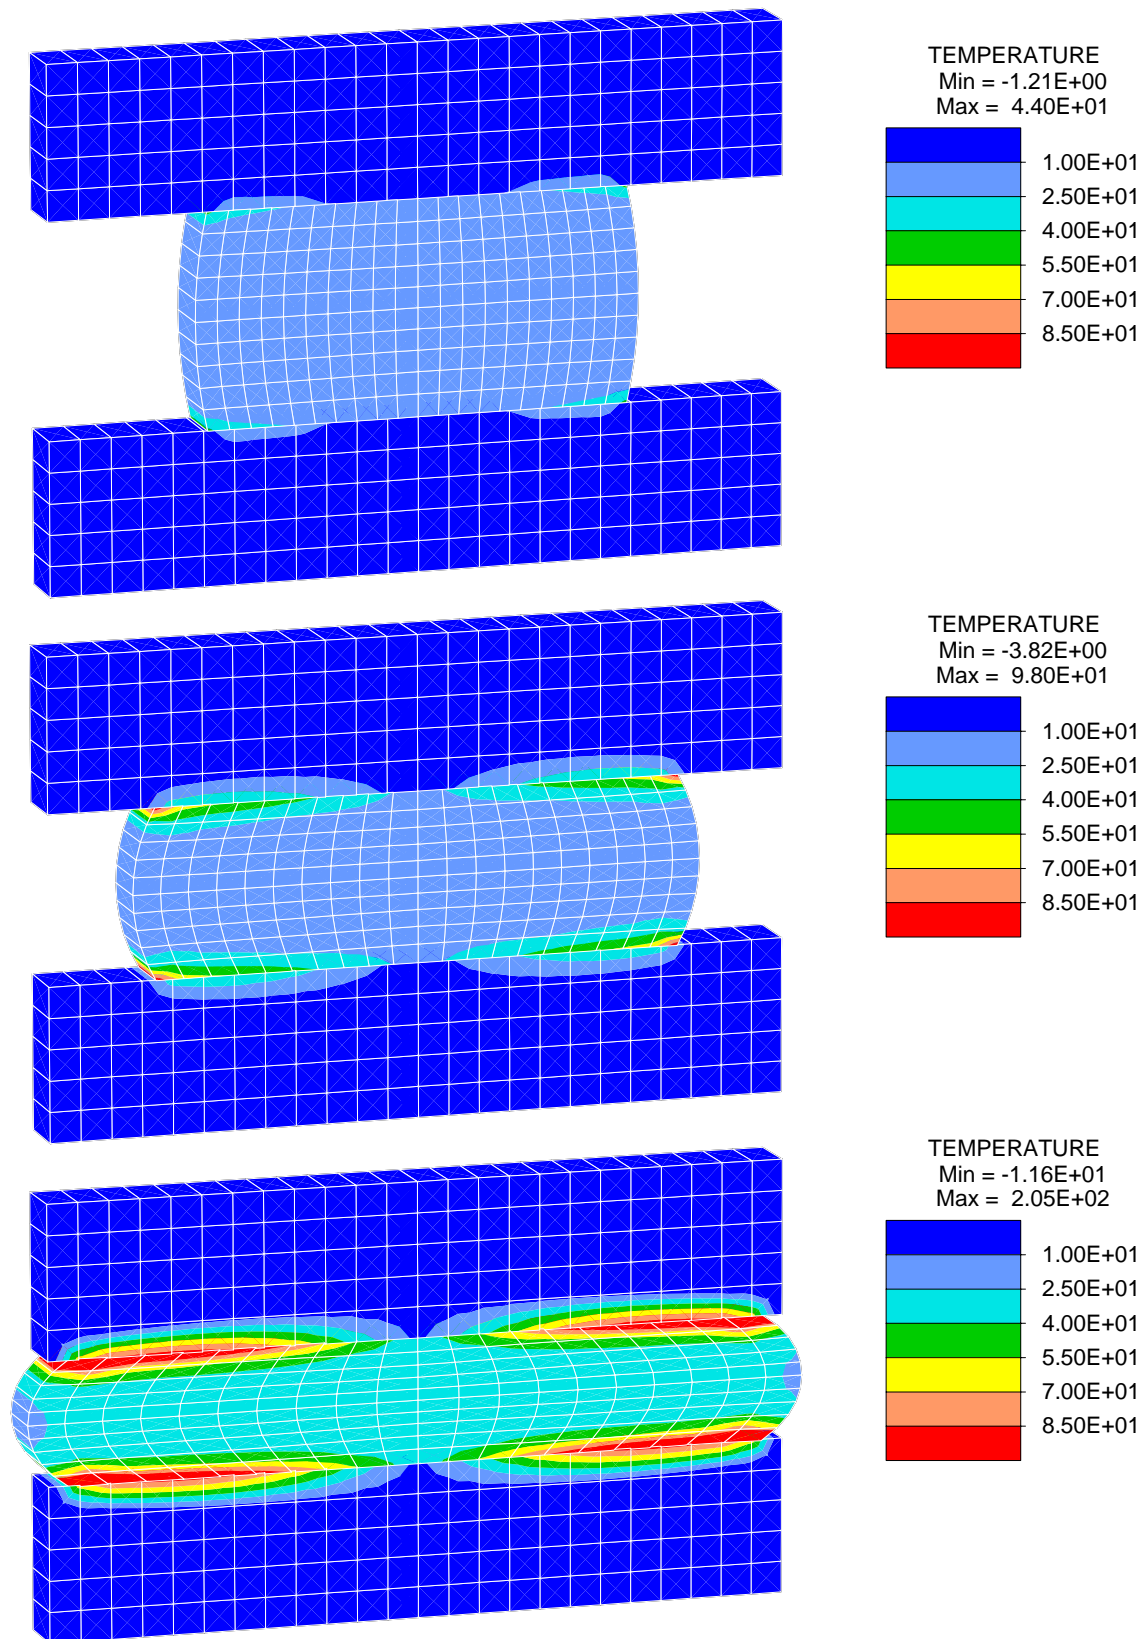 TEMPERATURE
Min = -1.21E+00
Max =  4.40E+01
1.00E+01
2.50E+01
4.00E+01
5.50E+01
7.00E+01
8.50E+01
TEMPERATURE
Min = -3.82E+00
Max =  9.80E+01
1.00E+01
2.50E+01
4.00E+01
5.50E+01
7.00E+01
8.50E+01
TEMPERATURE
Min = -1.16E+01
Max =  2.05E+02
1.00E+01
2.50E+01
4.00E+01
5.50E+01
7.00E+01
8.50E+01